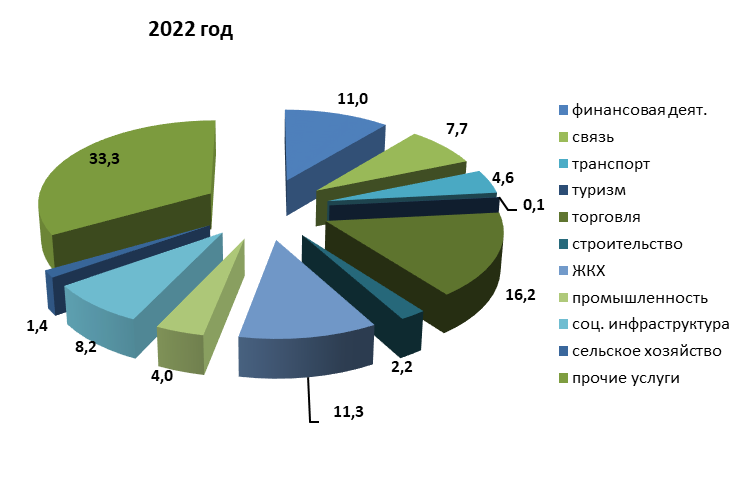 2022 год
11,0
7,7
4,6
0,1
16,2
2,2
11,3
4,0
8,2
1,4
33,3
финансовая деят.
связь
транспорт
туризм
торговля
строительство
ЖКХ
промышленность
соц. инфраструктура
сельское хозяйство
прочие услуги